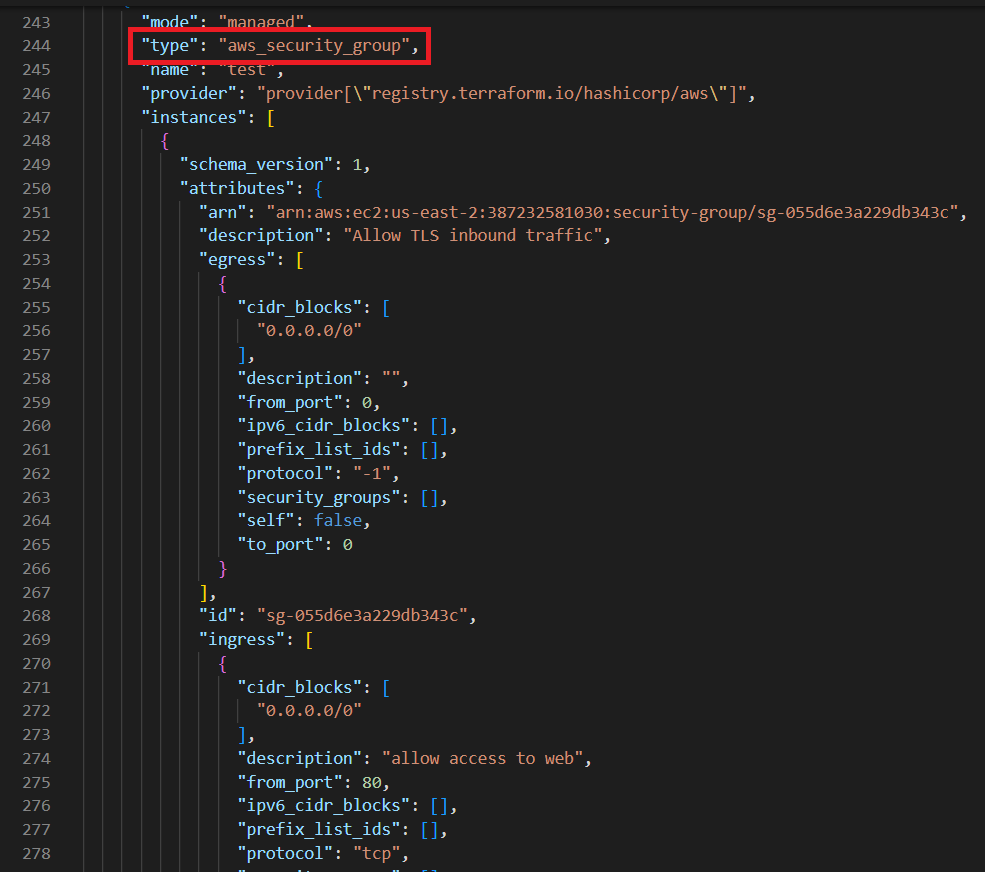 243 "mode": "managed",
244 "type": "aws_security_group",
245 "name": "test",
246 "provider": "provider[\"registry.terraform.io/hashicorp/aws\"]",
247 "instances": [
248 {
249 "schema_version": 1,
250 "attributes": {
251 "arn": "arn:aws:ec2:us-east-2:387232581030:security-group/sg-055d6e3a229db343c",
252 "description": "Allow TLS inbound traffic",
253 "egress": [
254 {
255 "cidr_blocks": [
256 "0.0.0.0/0"
257 ],
258 "description": "",
259 "from_port": 0,
260 "ipv6_cidr_blocks": [],
261 "prefix_list_ids": [],
262 "protocol": "-1",
263 "security_groups": [],
264 "self": false,
265 "to_port": 0
266 }
267 ],
268 "id": "sg-055d6e3a229db343c",
269 "ingress": [
270 {
271 "cidr_blocks": [
272 "0.0.0.0/0"
273 ],
274 "description": "allow access to web",
275 "from_port": 80,
276 "ipv6_cidr_blocks": [],
277 "prefix_list_ids": [],
278 "protocol": "tcp",